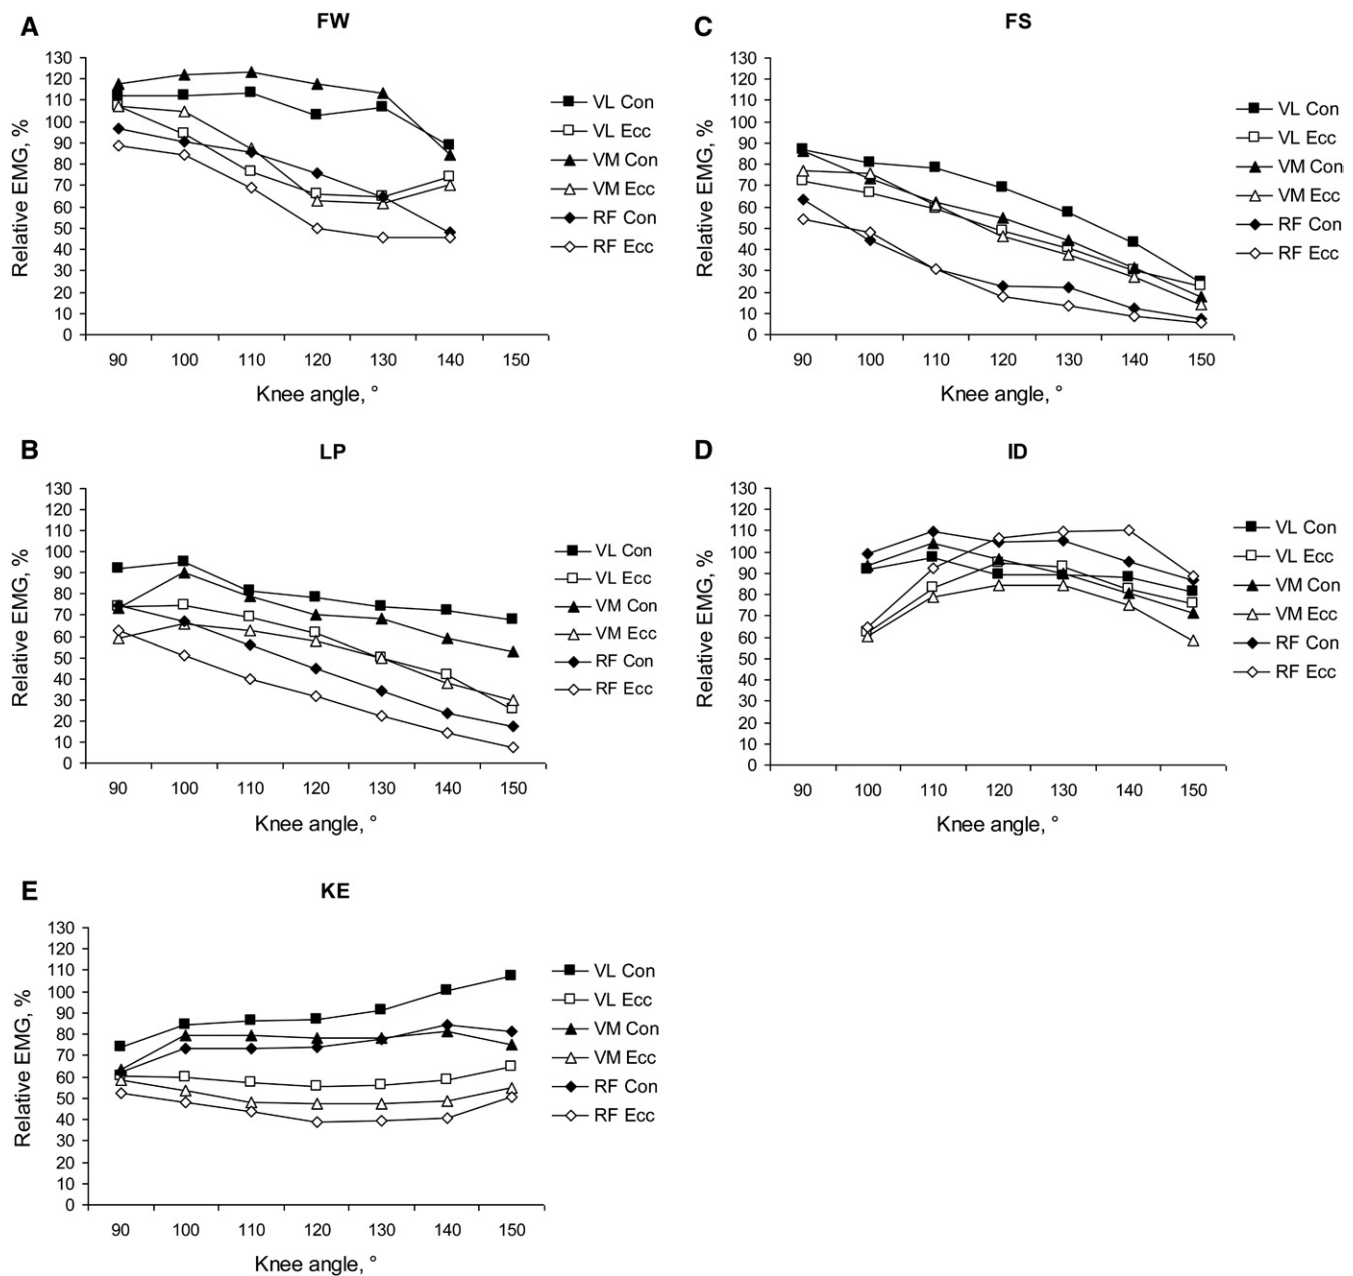 A
FW
130
120
110
100
90
80
70
60
50
40
30
20
10
0
Relative EMG, %
90 100 110 120 130 140 150
Knee angle, °
VL Con
VL Ecc
VM Con
VM Ecc
RF Con
RF Ecc
C
FS
130
120
110
100
90
80
70
60
50
40
30
20
10
0
Relative EMG, %
90 100 110 120 130 140 150
Knee angle, °
VL Con
VL Ecc
VM Con
VM Ecc
RF Con
RF Ecc
B
LP
130
120
110
100
90
80
70
60
50
40
30
20
10
0
Relative EMG, %
90 100 110 120 130 140 150
Knee angle, °
VL Con
VL Ecc
VM Con
VM Ecc
RF Con
RF Ecc
D
ID
130
120
110
100
90
80
70
60
50
40
30
20
10
0
Relative EMG, %
90 100 110 120 130 140 150
Knee angle, °
VL Con
VL Ecc
VM Con
VM Ecc
RF Con
RF Ecc
E
KE
130
120
110
100
90
80
70
60
50
40
30
20
10
0
Relative EMG, %
90 100 110 120 130 140 150
Knee angle, °
VL Con
VL Ecc
VM Con
VM Ecc
RF Con
RF Ecc